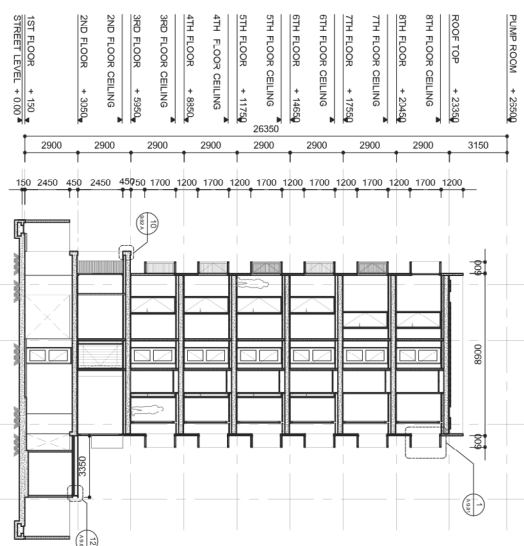 PUMP ROOM + 25500
ROOF TOP + 23350
8TH FLOOR CEILING
8TH FLOOR + 20450
7TH FLOOR CEILING
7TH FLOOR + 17550
6TH FLOOR CEILING
6TH FLOOR + 14650
5TH FLOOR CEILING
5TH FLOOR + 11750
4TH FLOOR CEILING
4TH FLOOR + 8850
3RD FLOOR CEILING
3RD FLOOR + 5950
2ND FLOOR CEILING
2ND FLOOR + 3050
1ST FLOOR + 150
STREET LEVEL + 0.00
26350
2900 2900 2900 2900 2900 2900 2900 2900 3150
150 2450 450 2450 450 750 1700 1200 1700 1200 1700 1200 1700 1200 1700 1200 1700 1200
10
600
600
3350
1
12